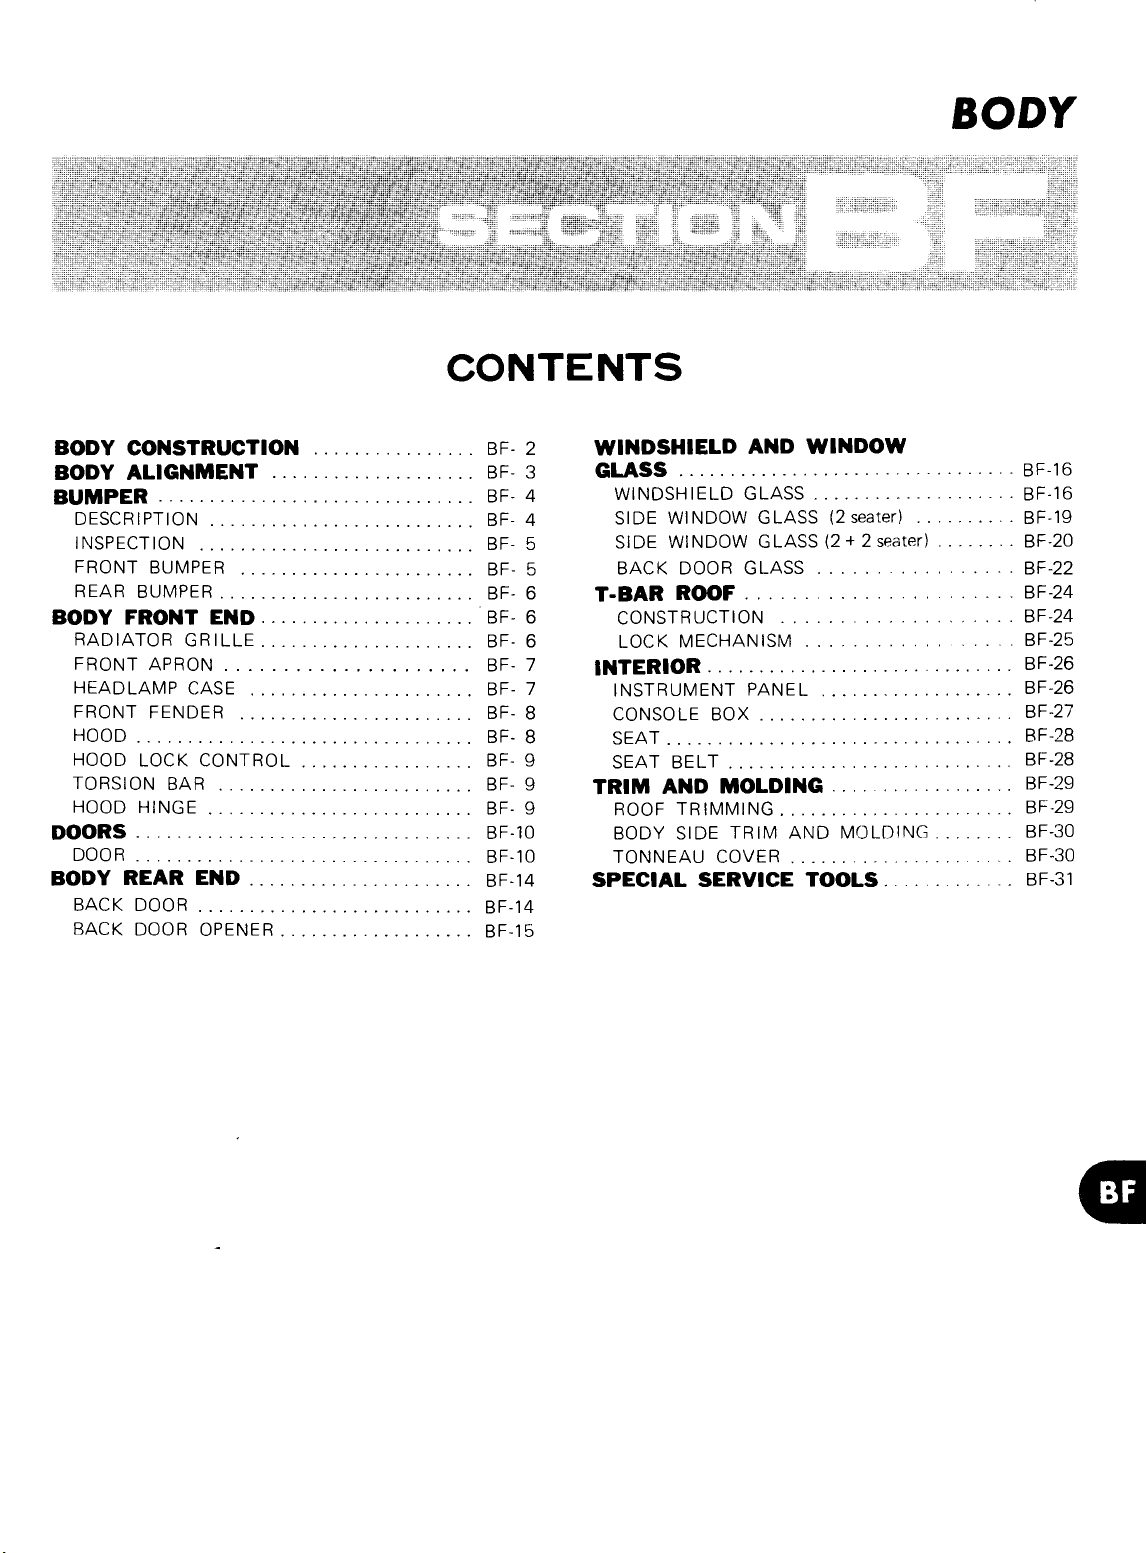 BODY
SECTION BF
CONTENTS
BODY CONSTRUCTION ................ BF- 2
BODY ALIGNMENT .................... BF- 3
BUMPER ............................... BF- 4
DESCRIPTION .......................... BF- 4
INSPECTION ........................... BF- 5
FRONT BUMPER ....................... BF- 5
REAR BUMPER ......................... BF- 6
BODY FRONT END ..................... BF- 6
RADIATOR GRILLE ..................... BF- 6
FRONT APRON ....................... BF- 7
HEADLAMP CASE ...................... BF- 7
FRONT FENDER ....................... BF- 8
HOOD ................................. BF- 8
HOOD LOCK CONTROL ................. BF- 9
TORSION BAR ......................... BF- 9
HOOD HINGE .......................... BF- 9
DOORS ................................. BF-10
DOOR ................................. BF-10
BODY REAR END ...................... BF-14
BACK DOOR ........................... BF-14
BACK DOOR OPENER ................... BF-15
WINDSHIELD AND WINDOW
GLASS ................................. BF-16
WINDSHIELD GLASS .................... BF-16
SIDE WINDOW GLASS (2 seater) .......... BF-19
SIDE WINDOW GLASS (2 + 2 seater) ........ BF-20
BACK DOOR GLASS ................. BF-22
T-BAR ROOF ....................... BF-24
CONSTRUCTION .................... BF-24
LOCK MECHANISM .................. BF-25
INTERIOR .............................. BF-26
INSTRUMENT PANEL ................... BF-26
CONSOLE BOX ......................... BF-27
SEAT .................................. BF-28
SEAT BELT ............................ BF-28
TRIM AND MOLDING .................. BF-29
ROOF TRIMMING ....................... BF-29
BODY SIDE TRIM AND MOLDING ........ BF-30
TONNEAU COVER ...................... BF-30
SPECIAL SERVICE TOOLS ............. BF-31
BF